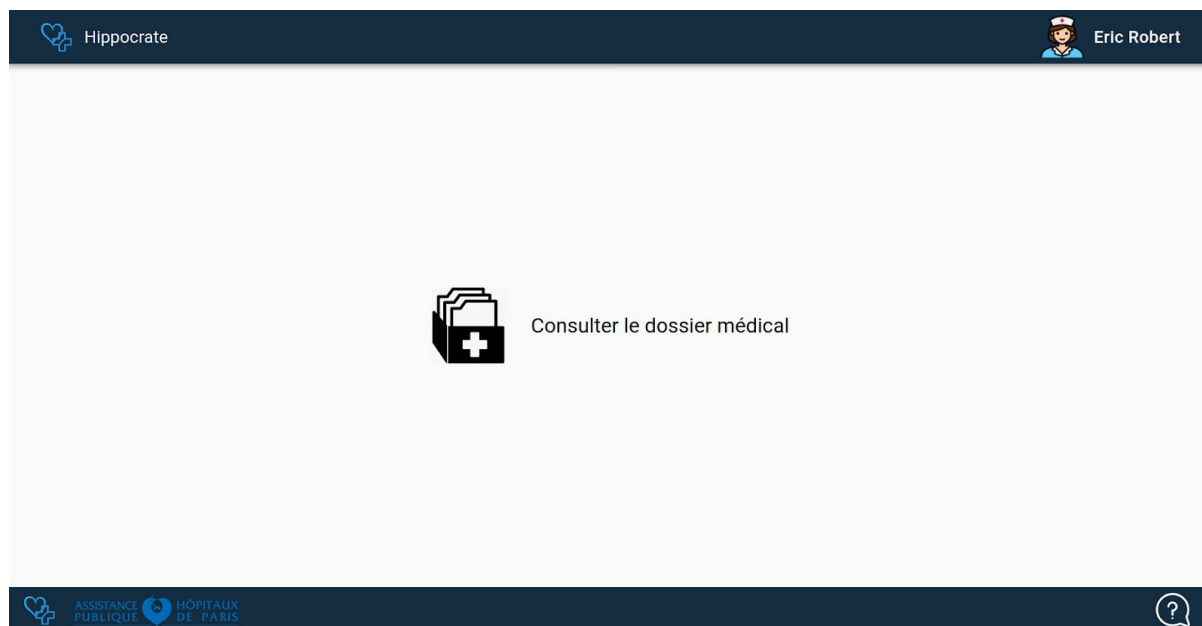 Hippocrate
Eric Robert
Consulter le dossier médical
ASSISTANCE HÔPITAUX
PUBLIQUE DE PARIS
?